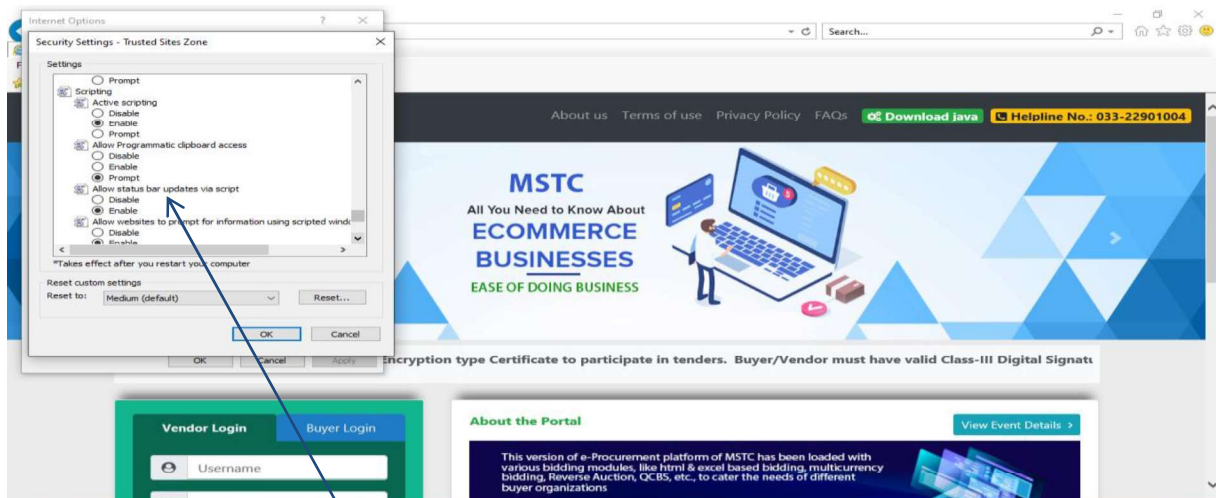 Internet Options
? ×
Security Settings - Trusted Sites Zone
×
Settings
Prompt
Scripting
Active scripting
Disable
Enable
Prompt
Allow Programmatic clipboard access
Disable
Enable
Prompt
Allow status bar updates via script
Disable
Enable
Allow websites to prompt for information using scripted windo
Disable
Enable
*Takes effect after you restart your computer
Reset custom settings
Reset to: Medium (default) Reset...
OK Cancel
OK Cancel Apply
Search...
About us Terms of use Privacy Policy FAQs Download java Helpline No.: 033-22901004
MSTC
All You Need to Know About
ECOMMERCE
BUSINESSES
EASE OF DOING BUSINESS
Encryption type Certificate to participate in tenders. Buyer/Vendor must have valid Class-III Digital Signatu
Vendor Login Buyer Login
Username
About the Portal
View Event Details >
This version of e-Procurement platform of MSTC has been loaded with
various bidding modules, like html & excel based bidding, multicurrency
bidding, Reverse Auction, QCBS, etc., to cater the needs of different
buyer organizations